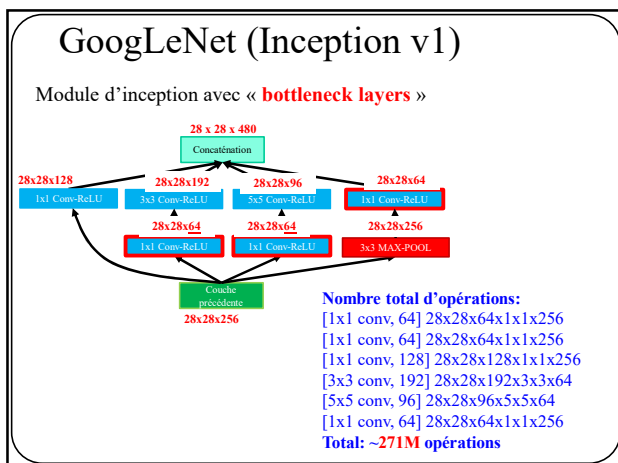 GoogLeNet (Inception v1)
Module d'inception avec « bottleneck layers »
28 x 28 x 480
Concaténation
28x28x128
28x28x192
28x28x96
28x28x64
1x1 Conv-ReLU
3x3 Conv-ReLU
5x5 Conv-ReLU
1x1 Conv-ReLU
28x28x64
28x28x64
28x28x256
1x1 Conv-ReLU
1x1 Conv-ReLU
3x3 MAX-POOL
Couche
précédente
28x28x256
Nombre total d'opérations:
[1x1 conv, 64] 28x28x64x1x1x256
[1x1 conv, 64] 28x28x64x1x1x256
[1x1 conv, 128] 28x28x128x1x1x256
[3x3 conv, 192] 28x28x192x3x3x64
[5x5 conv, 96] 28x28x96x5x5x64
[1x1 conv, 64] 28x28x64x1x1x256
Total: ~271M opérations